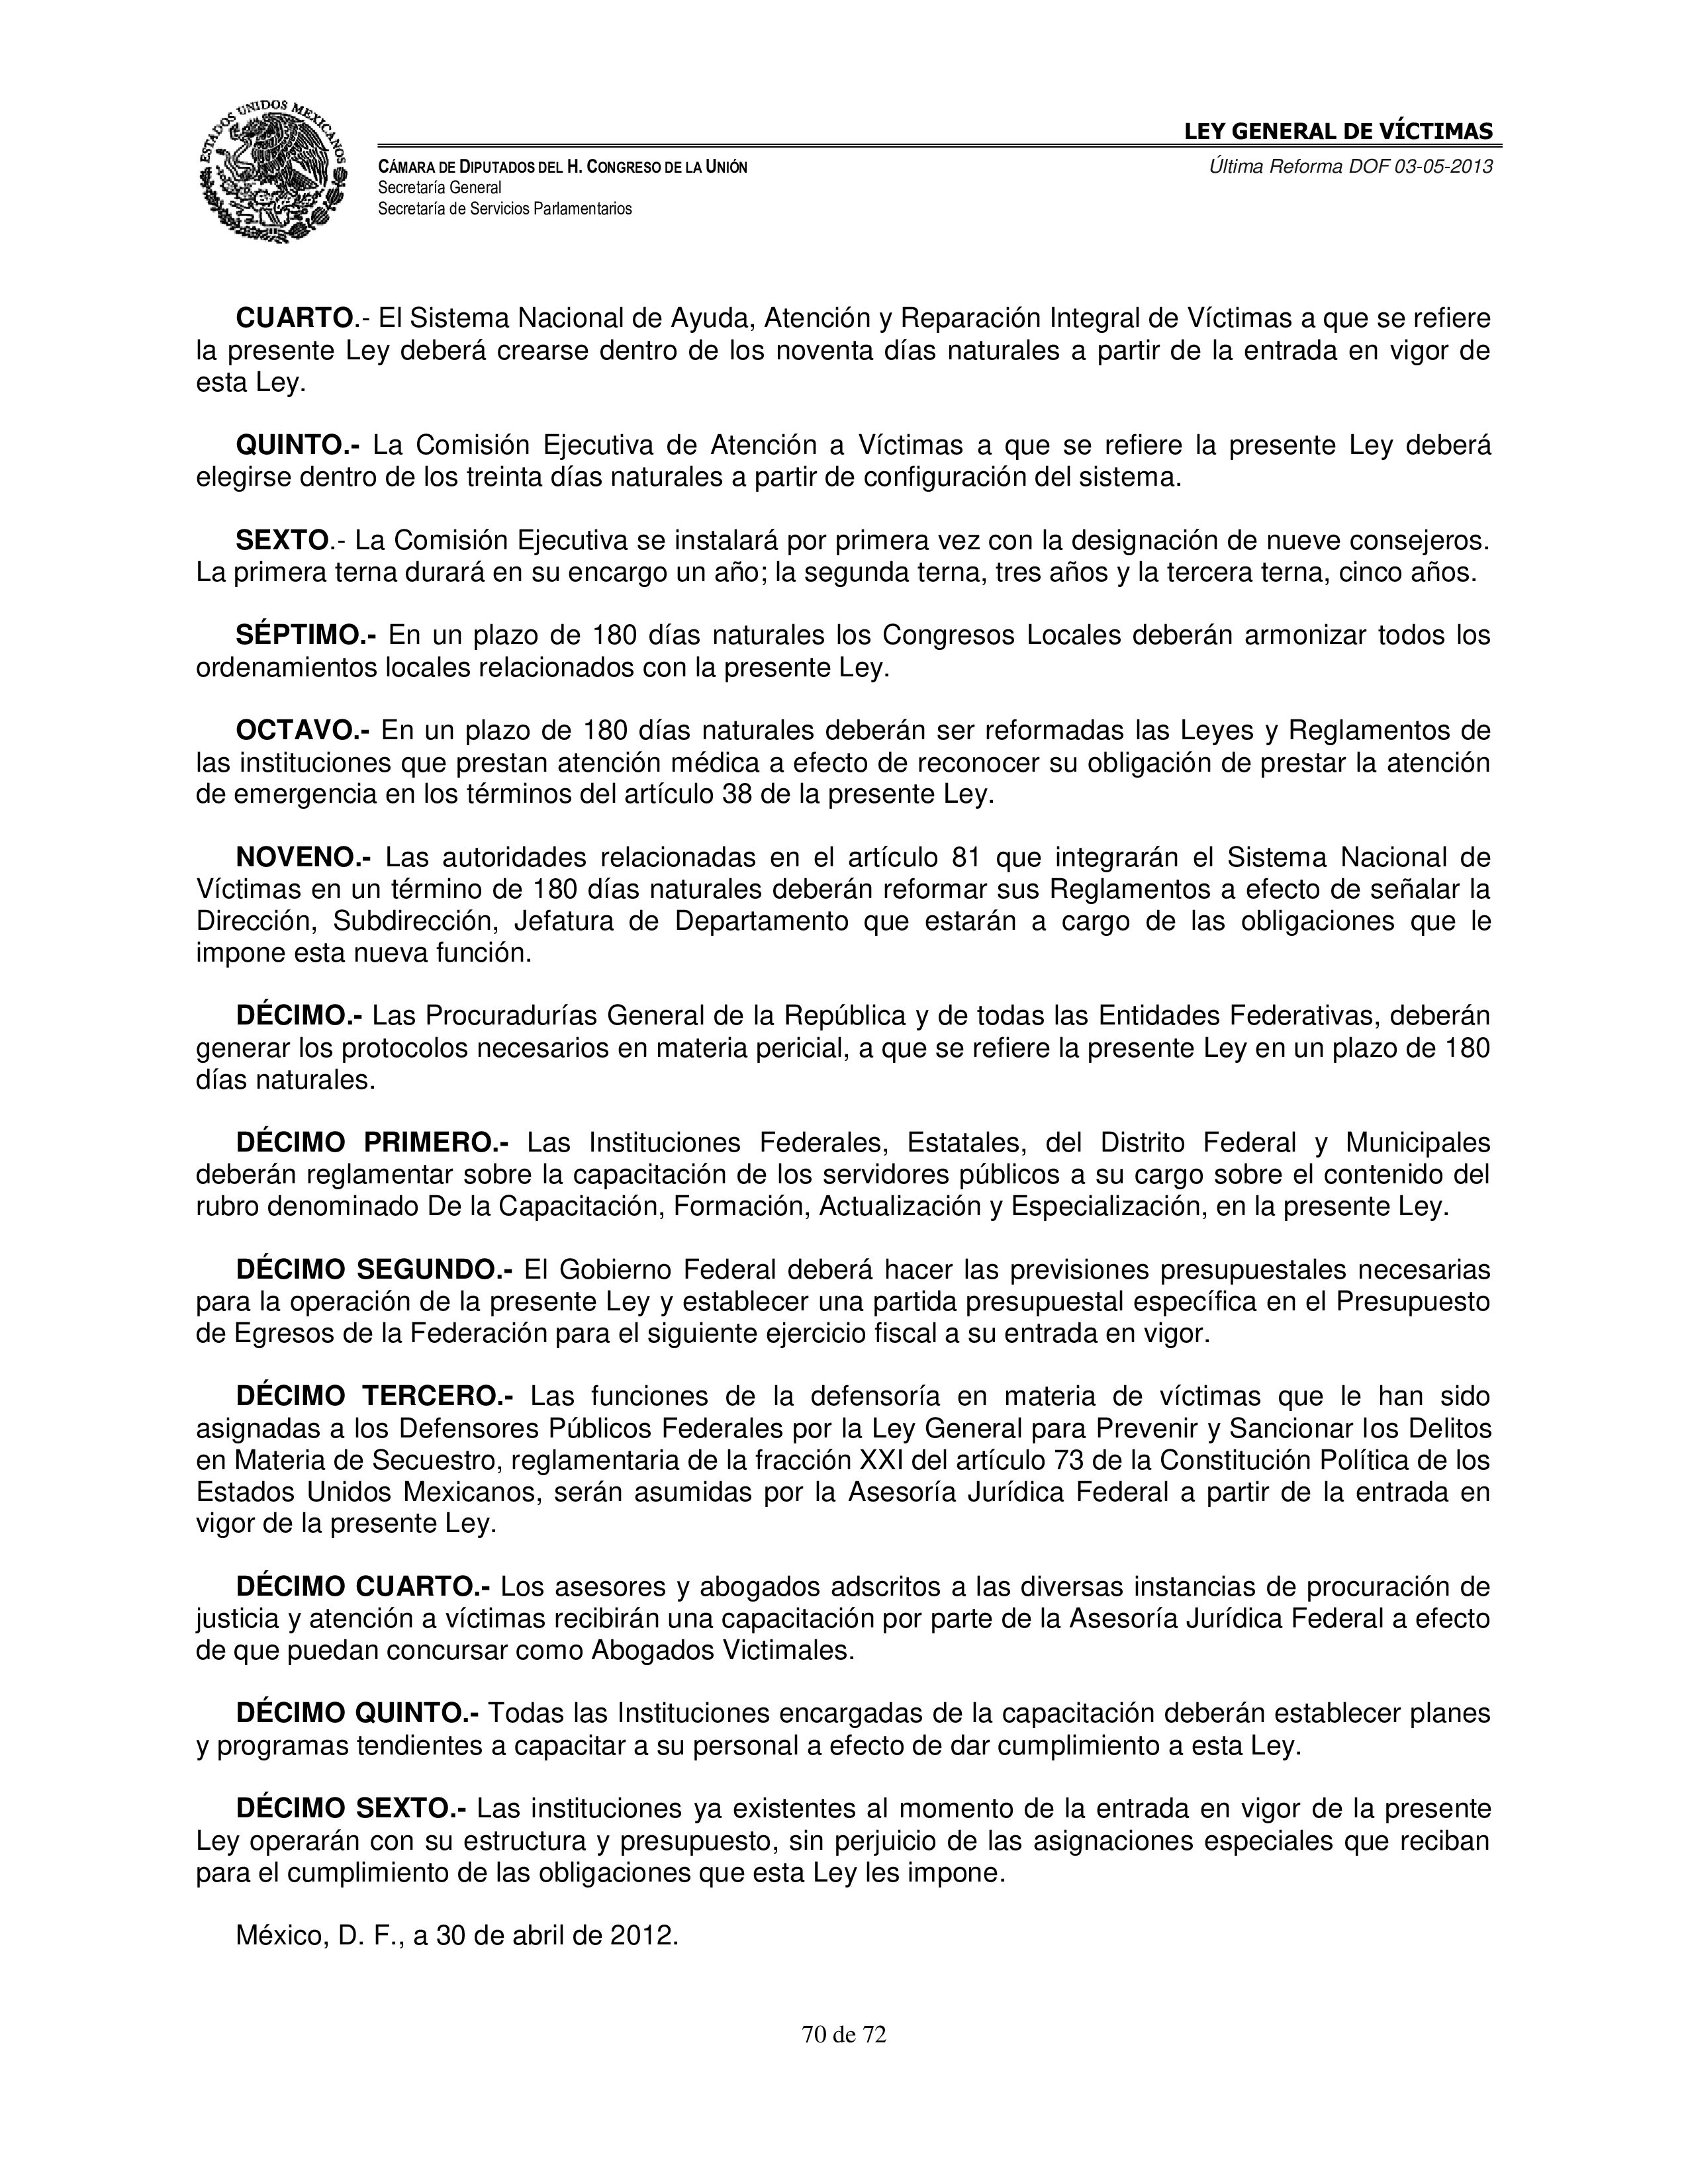 ESTADOS UNIDOS MEXICANOS
LEY GENERAL DE VÍCTIMAS
CÁMARA DE DIPUTADOS DEL H. CONGRESO DE LA UNIÓN
Última Reforma DOF 03-05-2013
Secretaría General
Secretaría de Servicios Parlamentarios
CUARTO.- El Sistema Nacional de Ayuda, Atención y Reparación Integral de Víctimas a que se refiere
la presente Ley deberá crearse dentro de los noventa días naturales a partir de la entrada en vigor de
esta Ley.
QUINTO.- La Comisión Ejecutiva de Atención a Víctimas a que se refiere la presente Ley deberá
elegirse dentro de los treinta días naturales a partir de configuración del sistema.
SEXTO.- La Comisión Ejecutiva se instalará por primera vez con la designación de nueve consejeros.
La primera terna durará en su encargo un año; la segunda terna, tres años y la tercera terna, cinco años.
SÉPTIMO.- En un plazo de 180 días naturales los Congresos Locales deberán armonizar todos los
ordenamientos locales relacionados con la presente Ley.
OCTAVO.- En un plazo de 180 días naturales deberán ser reformadas las Leyes y Reglamentos de
las instituciones que prestan atención médica a efecto de reconocer su obligación de prestar la atención
de emergencia en los términos del artículo 38 de la presente Ley.
NOVENO.- Las autoridades relacionadas en el artículo 81 que integrarán el Sistema Nacional de
Víctimas en un término de 180 días naturales deberán reformar sus Reglamentos a efecto de señalar la
Dirección, Subdirección, Jefatura de Departamento que estarán a cargo de las obligaciones que le
impone esta nueva función.
DÉCIMO.- Las Procuradurías General de la República y de todas las Entidades Federativas, deberán
generar los protocolos necesarios en materia pericial, a que se refiere la presente Ley en un plazo de 180
días naturales.
DÉCIMO PRIMERO.- Las Instituciones Federales, Estatales, del Distrito Federal y Municipales
deberán reglamentar sobre la capacitación de los servidores públicos a su cargo sobre el contenido del
rubro denominado De la Capacitación, Formación, Actualización y Especialización, en la presente Ley.
DÉCIMO SEGUNDO.- El Gobierno Federal deberá hacer las previsiones presupuestales necesarias
para la operación de la presente Ley y establecer una partida presupuestal específica en el Presupuesto
de Egresos de la Federación para el siguiente ejercicio fiscal a su entrada en vigor.
DÉCIMO TERCERO.- Las funciones de la defensoría en materia de víctimas que le han sido
asignadas a los Defensores Públicos Federales por la Ley General para Prevenir y Sancionar los Delitos
en Materia de Secuestro, reglamentaria de la fracción XXI del artículo 73 de la Constitución Política de los
Estados Unidos Mexicanos, serán asumidas por la Asesoría Jurídica Federal a partir de la entrada en
vigor de la presente Ley.
DÉCIMO CUARTO.- Los asesores y abogados adscritos a las diversas instancias de procuración de
justicia y atención a víctimas recibirán una capacitación por parte de la Asesoría Jurídica Federal a efecto
de que puedan concursar como Abogados Victimales.
DÉCIMO QUINTO.- Todas las Instituciones encargadas de la capacitación deberán establecer planes
y programas tendientes a capacitar a su personal a efecto de dar cumplimiento a esta Ley.
DÉCIMO SEXTO.- Las instituciones ya existentes al momento de la entrada en vigor de la presente
Ley operarán con su estructura y presupuesto, sin perjuicio de las asignaciones especiales que reciban
para el cumplimiento de las obligaciones que esta Ley les impone.
México, D. F., a 30 de abril de 2012.
70 de 72